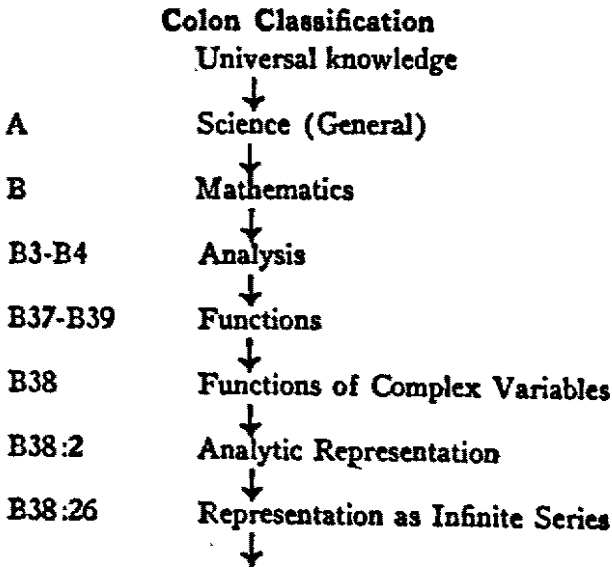 Colon Classification
Universal knowledge
A Science (General)
B Mathematics
B3-B4 Analysis
B37-B39 Functions
B38 Functions of Complex Variables
B38:2 Analytic Representation
B38:26 Representation as Infinite Series